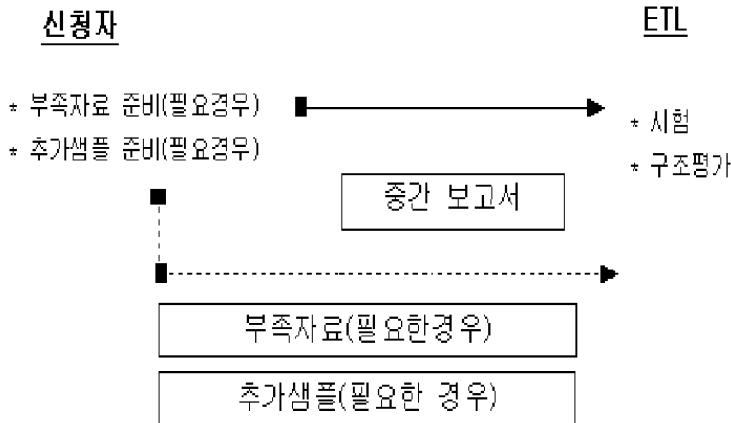 신청자
ETL
* 부족자료 준비(필요경우)
* 추가샘플 준비(필요경우)
* 시험
* 구조평가
중간 보고서
부족자료(필요한경우)
추가샘플(필요한 경우)